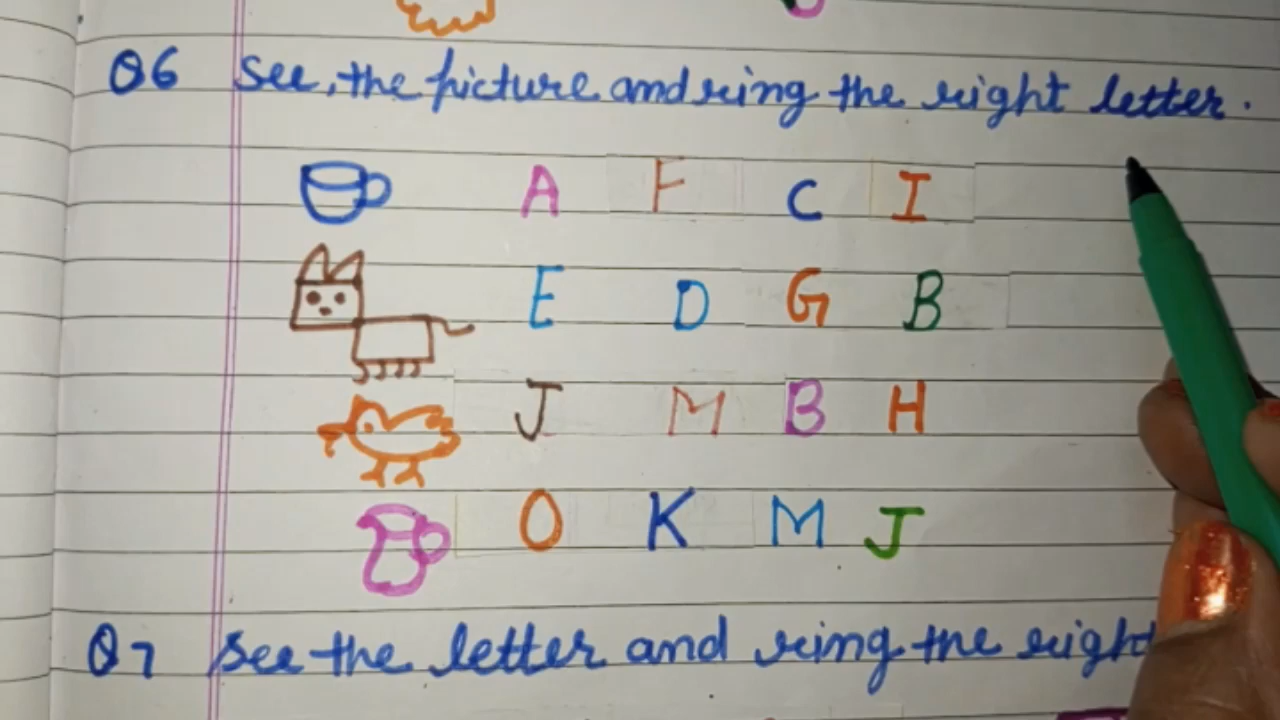 Q6 See, the picture and ring the right letter.
A F C I
E D G B
J M B H
O K M J
Q7 See the letter and ring the right